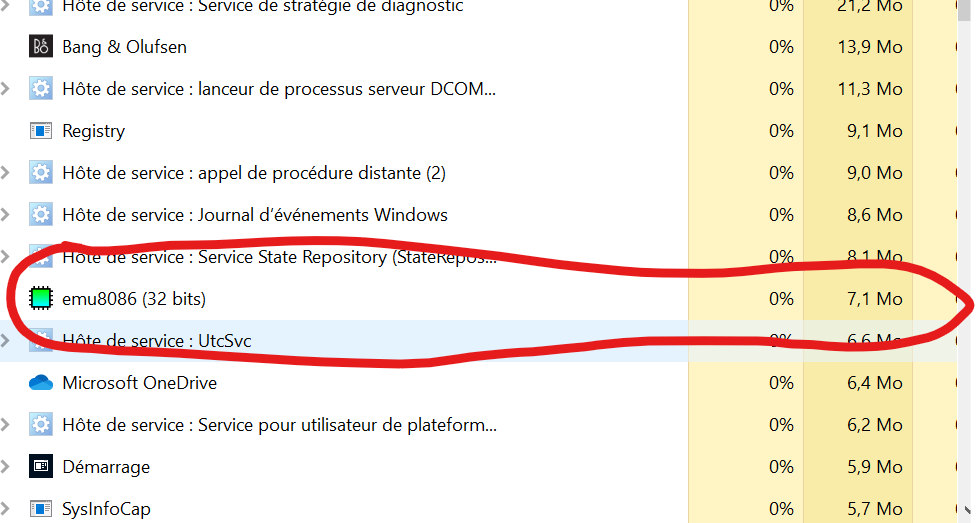 Hôte de service : Service de stratégie de diagnostic 0% 21,2 Mo
Bang & Olufsen 0% 13,9 Mo
Hôte de service : lanceur de processus serveur DCOM... 0% 11,3 Mo
Registry 0% 9,1 Mo
Hôte de service : appel de procédure distante (2) 0% 9,0 Mo
Hôte de service : Journal d’événements Windows 0% 8,6 Mo
Hôte de service : Service State Repository (StateRepos... 0% 8,1 Mo
emu8086 (32 bits) 0% 7,1 Mo
Hôte de service : UtcSvc 0% 6,6 Mo
Microsoft OneDrive 0% 6,4 Mo
Hôte de service : Service pour utilisateur de plateform... 0% 6,2 Mo
Démarrage 0% 5,9 Mo
SysInfoCap 0% 5,7 Mo